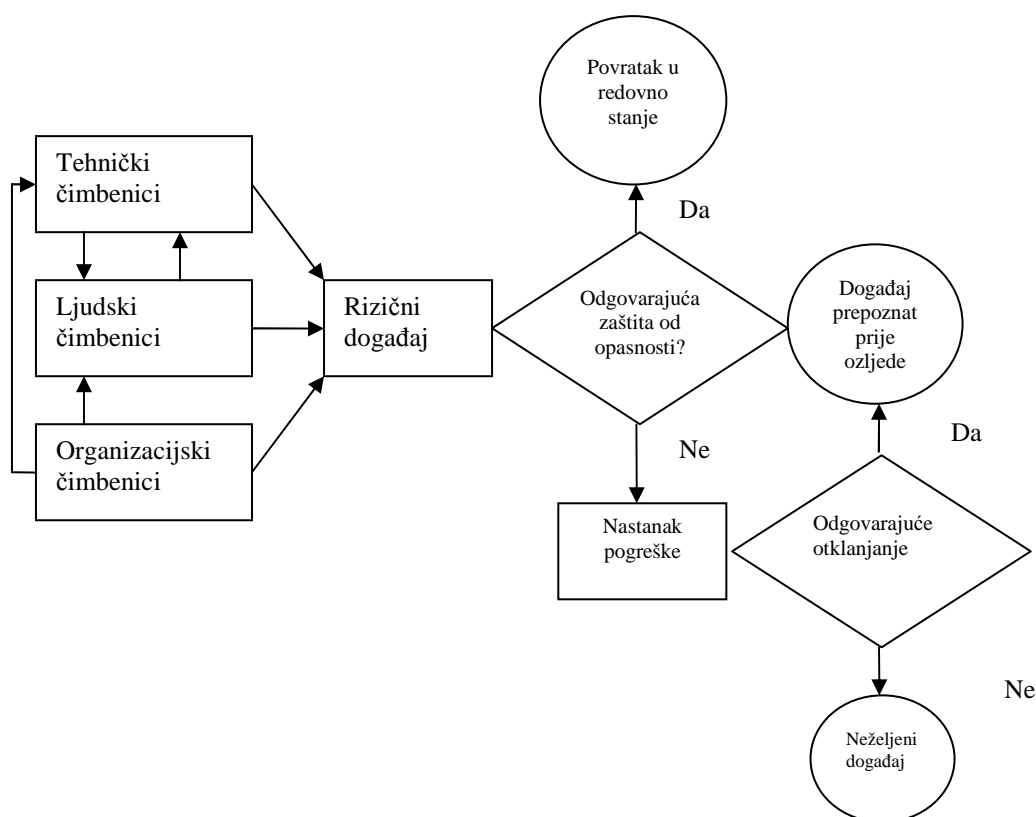 Povratak u
redovno
stanje
Tehnički
čimbenici
Da
Ljudski
čimbenici
Rizični
događaj
Odgovarajuća
zaštita od
opasnosti?
Događaj
prepoznat
prije
ozljede
Organizacijski
čimbenici
Ne
Da
Nastanak
pogreške
Odgovarajuće
otklanjanje
Ne
Neželjeni
događaj